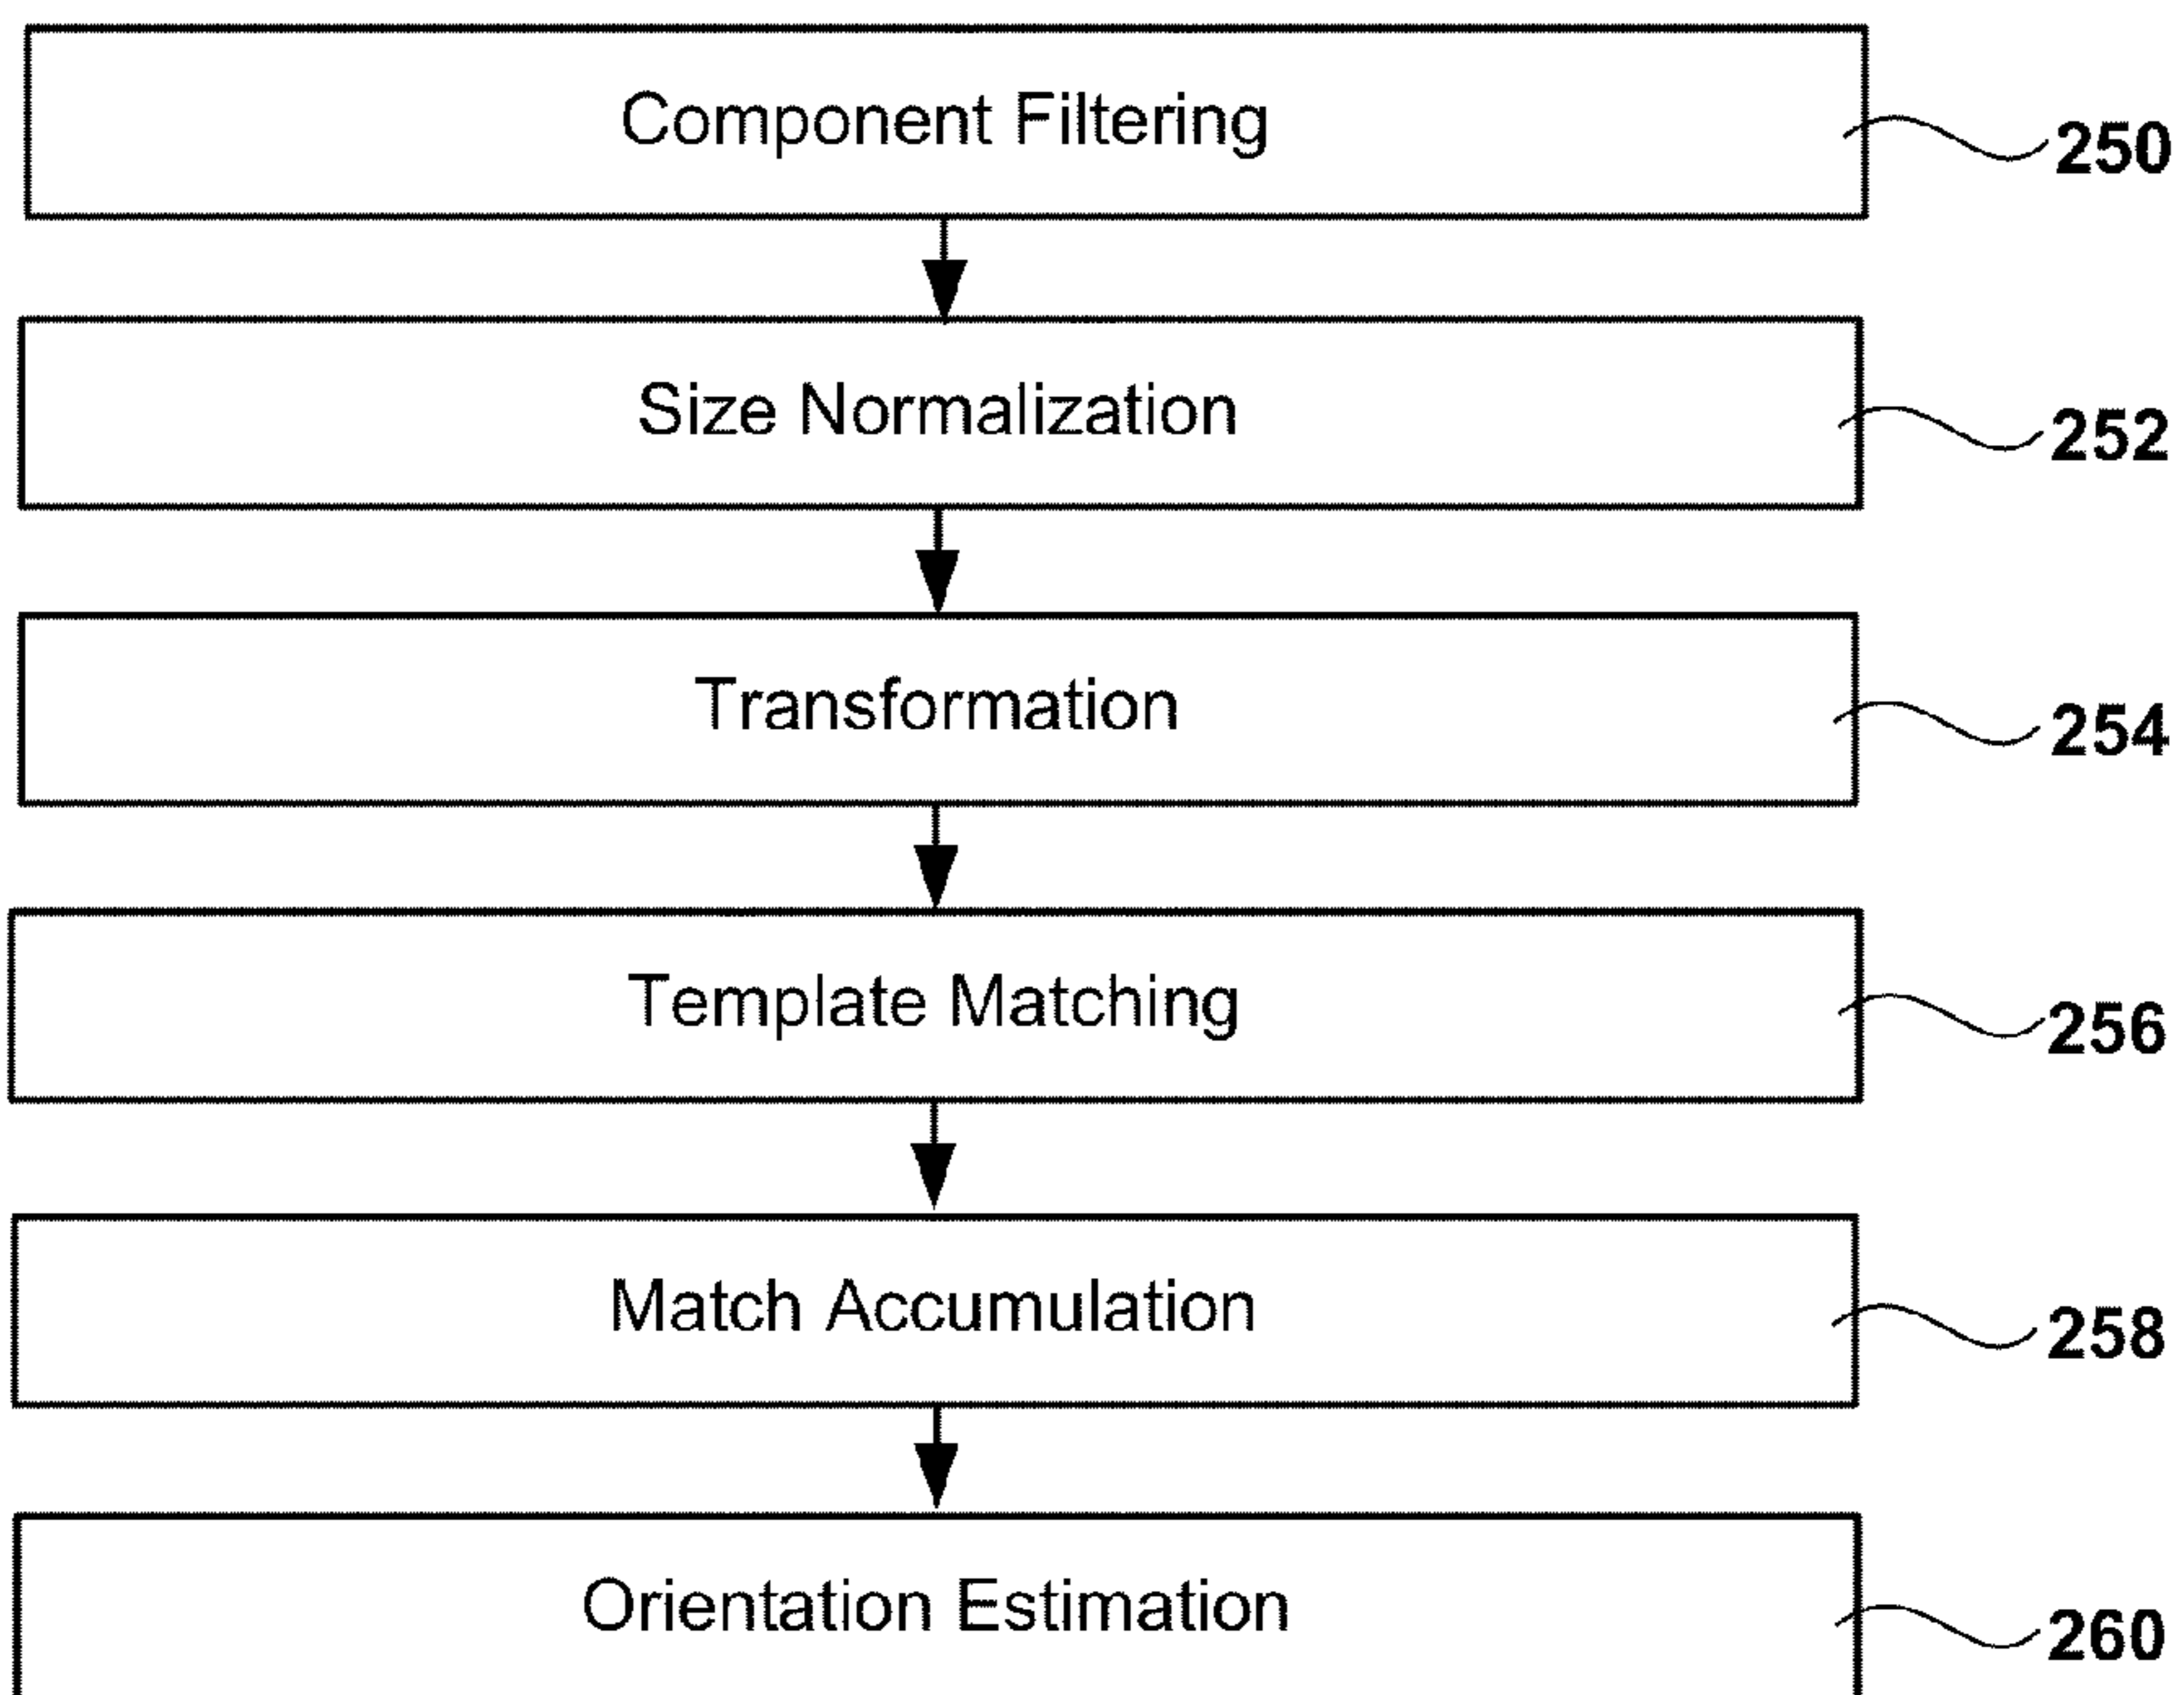 Component Filtering
250
Size Normalization
252
Transformation
254
Template Matching
256
Match Accumulation
258
Orientation Estimation
260